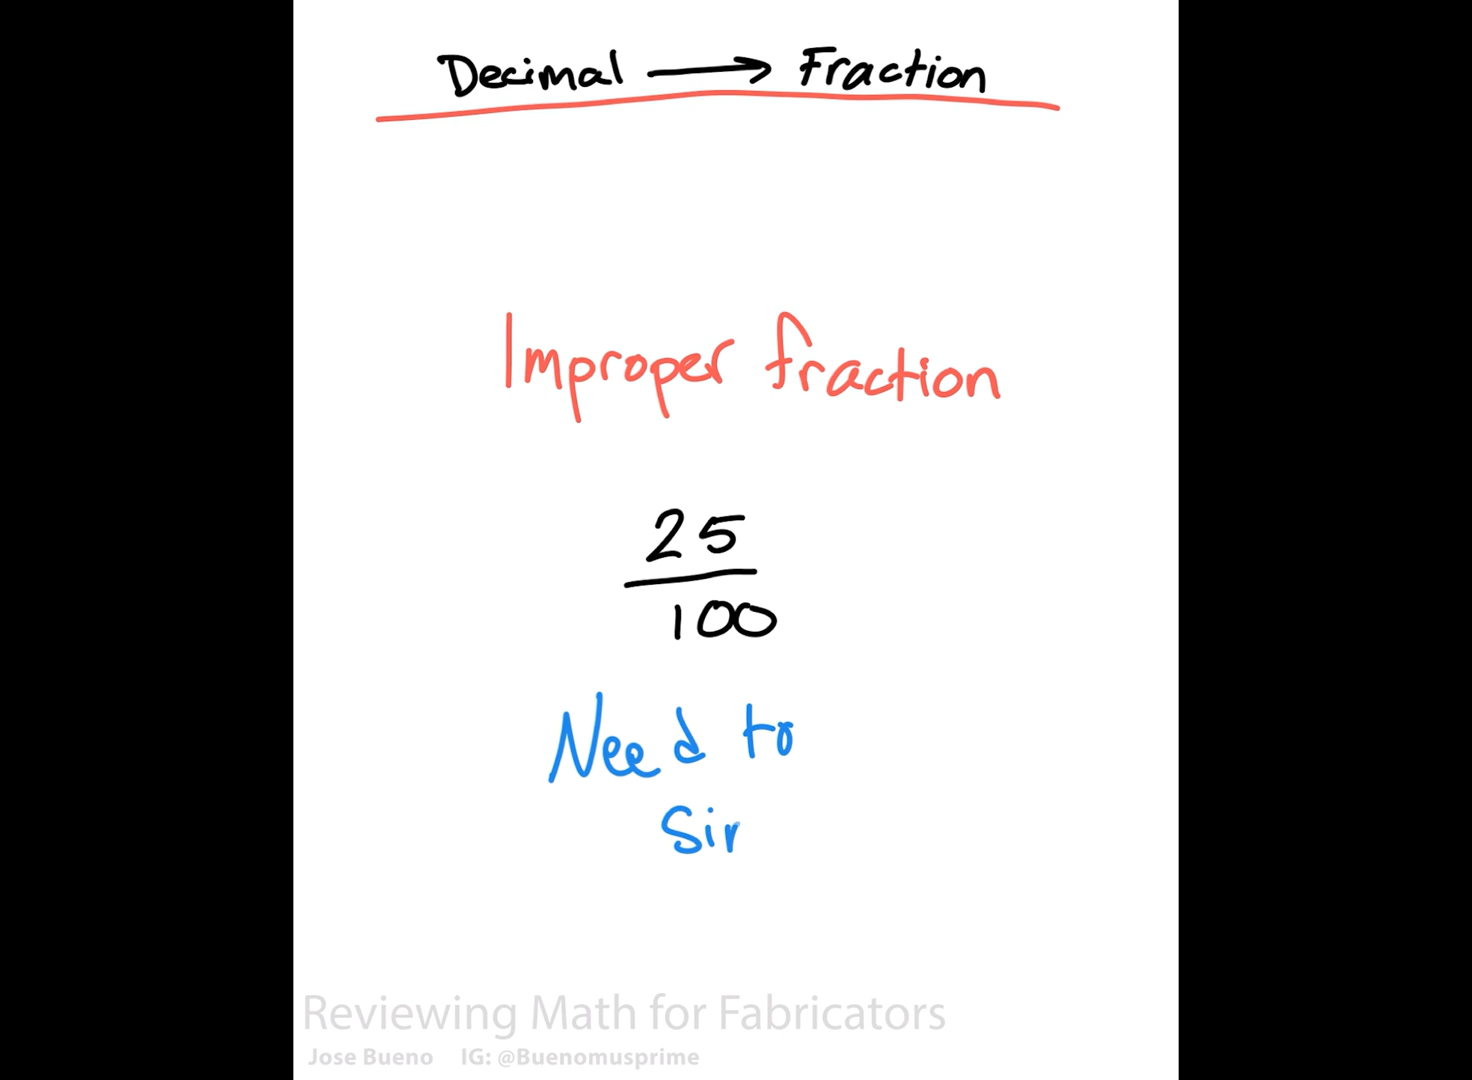 Decimal → Fraction
Improper fraction
25
100
Need to
Sir
Reviewing Math for Fabricators
Jose Bueno IG: @Buenomusprime